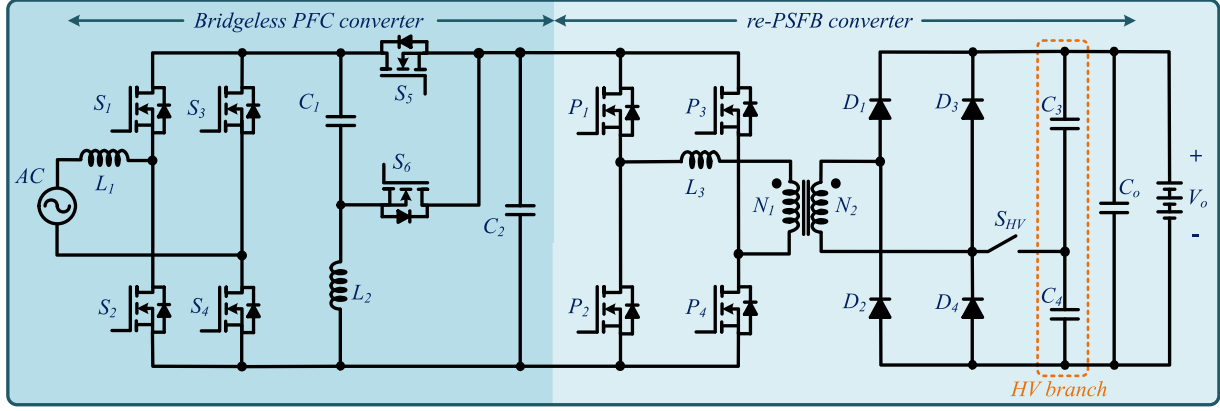 Bridgeless PFC converter
re-PSFB converter
S1
S3
C1
S5
P1
P3
D1
D3
C3
AC
L1
S6
L3
N1
N2
C2
SHV
Co
+
Vo
-
S2
S4
L2
P2
P4
D2
D4
C4
HV branch